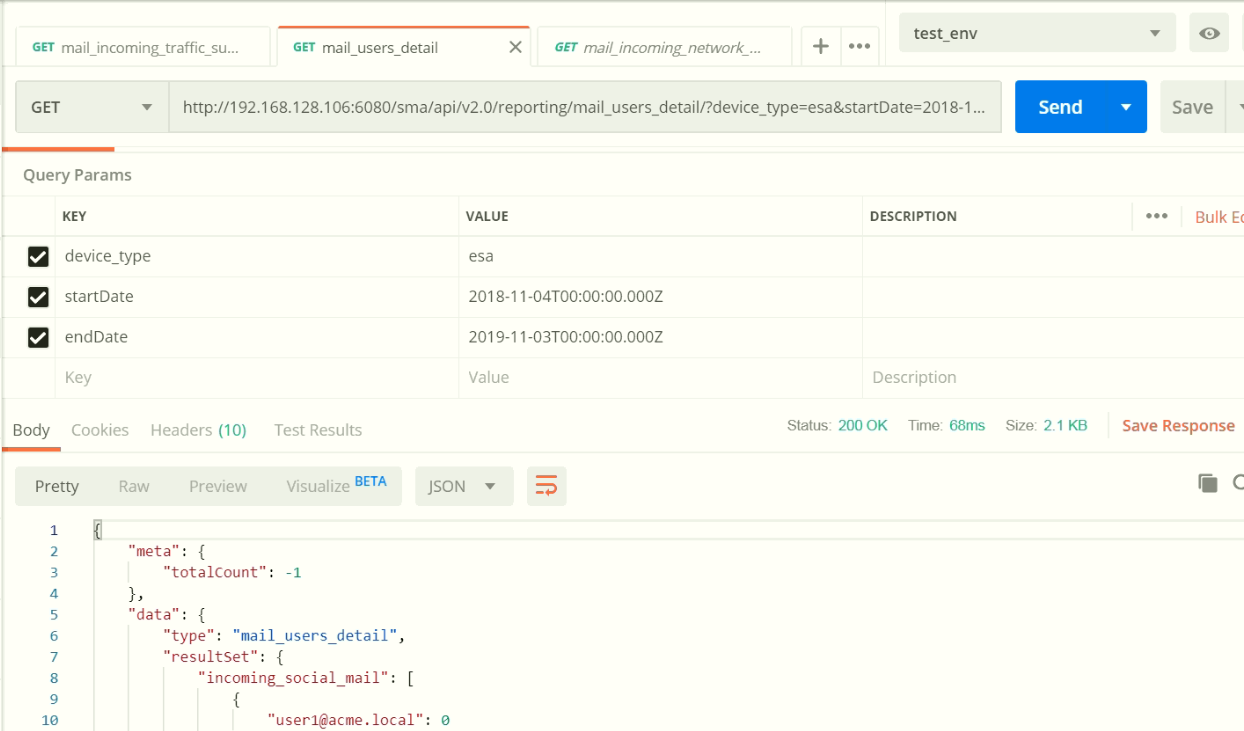 GET mail_incoming_traffic_su...
GET mail_users_detail
GET mail_incoming_network_...
test_env
GET http://192.168.128.106:6080/sma/api/v2.0/reporting/mail_users_detail/?device_type=esa&startDate=2018-1... Send Save
Query Params
KEY VALUE DESCRIPTION Bulk Ed
device_type esa
startDate 2018-11-04T00:00:00.000Z
endDate 2019-11-03T00:00:00.000Z
Key Value Description
Body Cookies Headers (10) Test Results Status: 200 OK Time: 68ms Size: 2.1 KB Save Response
Pretty Raw Preview Visualize BETA JSON
1 {
2 "meta": {
3 "totalCount": -1
4 },
5 "data": {
6 "type": "mail_users_detail",
7 "resultSet": {
8 "incoming_social_mail": [
9 {
10 "user1@acme.local": 0